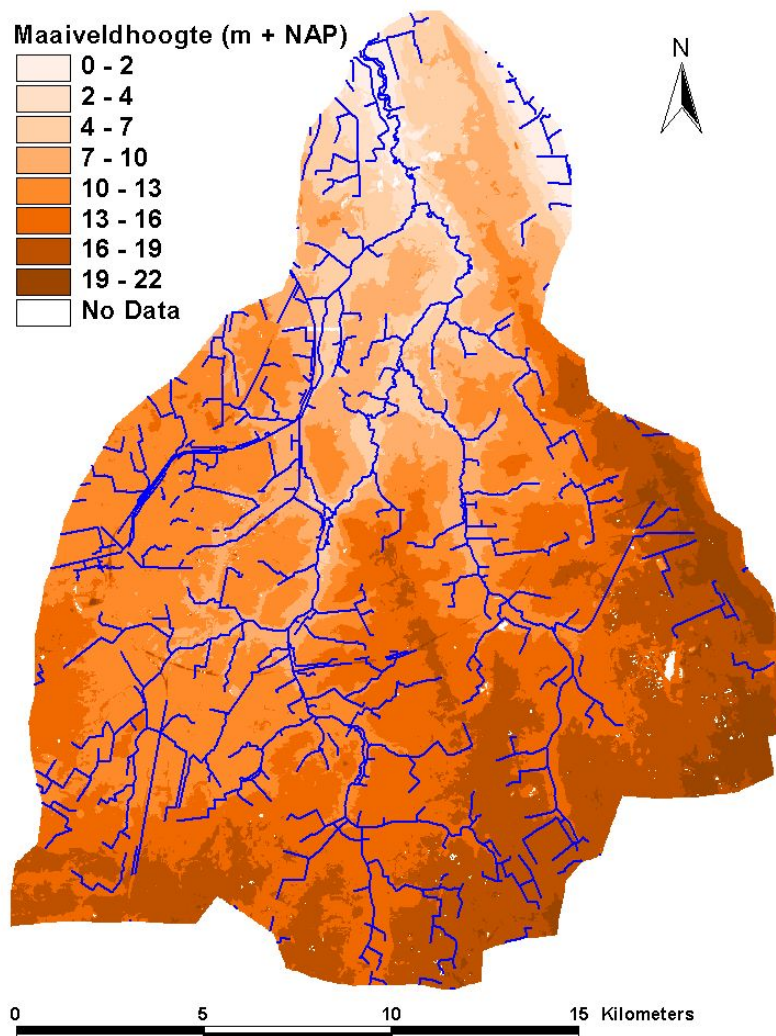 Maaiveldhoogte (m + NAP)
0 - 2
2 - 4
4 - 7
7 - 10
10 - 13
13 - 16
16 - 19
19 - 22
No Data
N
0 5 10 15 Kilometers